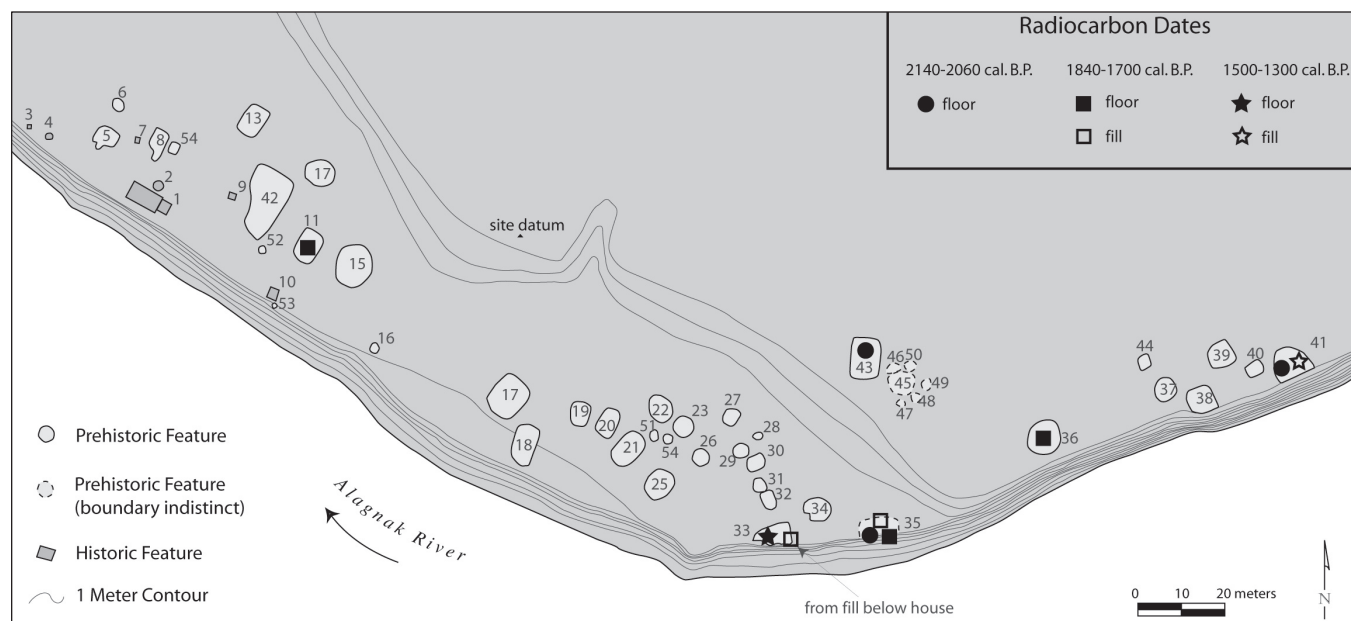 Radiocarbon Dates
2140-2060 cal. B.P.
1840-1700 cal. B.P.
1500-1300 cal. B.P.
floor
floor
floor
fill
fill
6
3
4
5
7
8
54
13
2
1
9
42
17
11
52
15
10
53
16
site datum
17
18
19
20
21
22
51
54
23
25
26
27
28
29
30
31
32
33
34
35
43
46
50
45
49
48
47
36
44
37
38
39
40
41
Prehistoric Feature
Prehistoric Feature
(boundary indistinct)
Historic Feature
1 Meter Contour
Alagnak River
from fill below house
0 10 20 meters
N